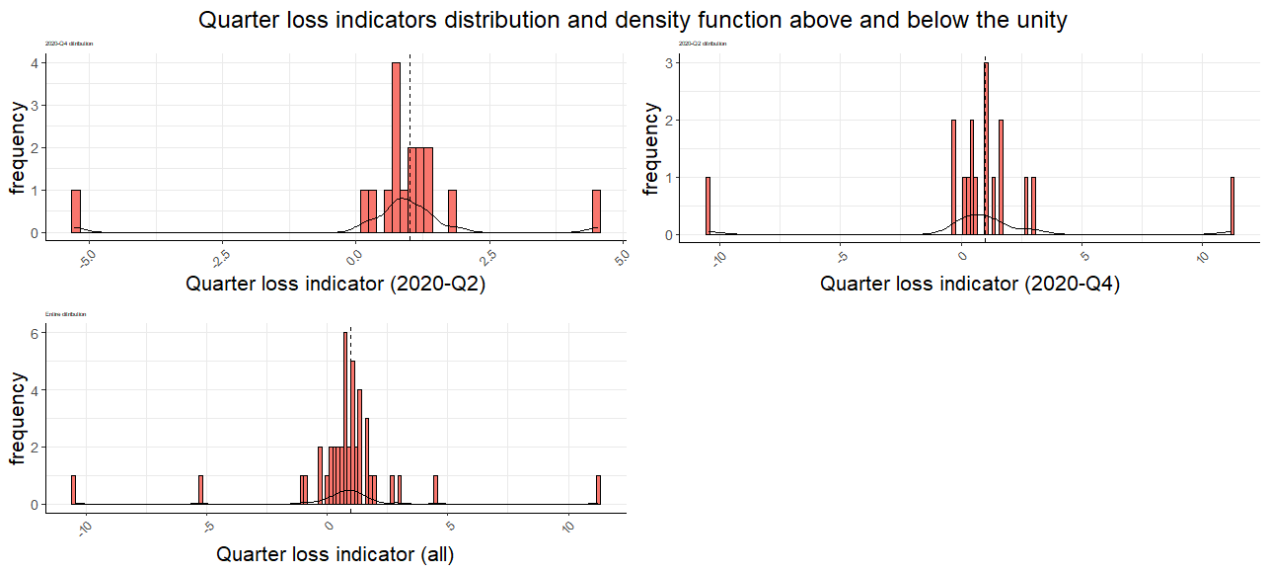 Quarter loss indicators distribution and density function above and below the unity
2020-Q4 ditribution
4
3
2
1
0
frequency
-5.0
-2.5
0.0
2.5
5.0
Quarter loss indicator (2020-Q2)
2020-Q2 ditribution
3
2
1
0
frequency
-10
-5
0
5
10
Quarter loss indicator (2020-Q4)
Entire ditribution
6
4
2
0
frequency
-10
-5
0
5
10
Quarter loss indicator (all)